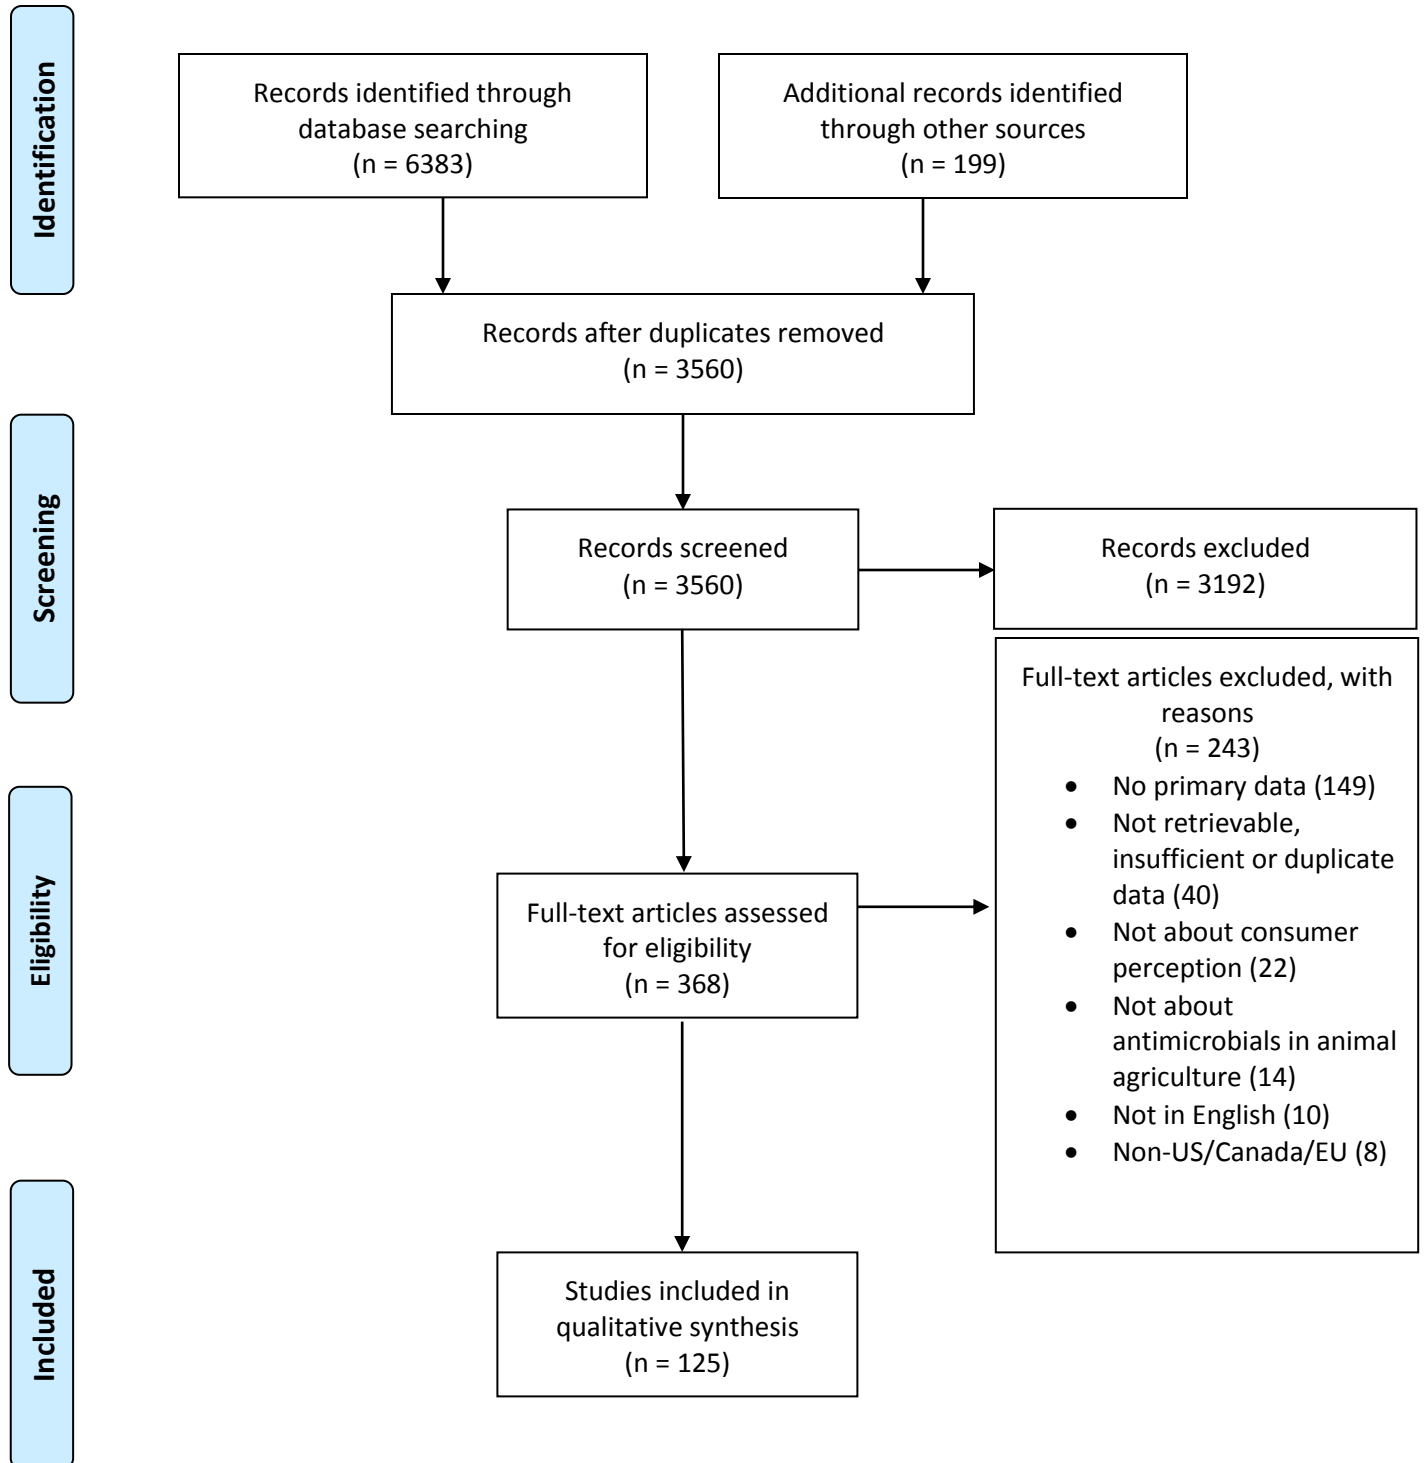 Identification
Records identified through
database searching
(n = 6383)
Additional records identified
through other sources
(n = 199)
Records after duplicates removed
(n = 3560)
Screening
Records screened
(n = 3560)
Records excluded
(n = 3192)
Full-text articles excluded, with
reasons
(n = 243)
• No primary data (149)
• Not retrievable,
insufficient or duplicate
data (40)
• Not about consumer
perception (22)
• Not about
antimicrobials in animal
agriculture (14)
• Not in English (10)
• Non-US/Canada/EU (8)
Eligibility
Full-text articles assessed
for eligibility
(n = 368)
Included
Studies included in
qualitative synthesis
(n = 125)